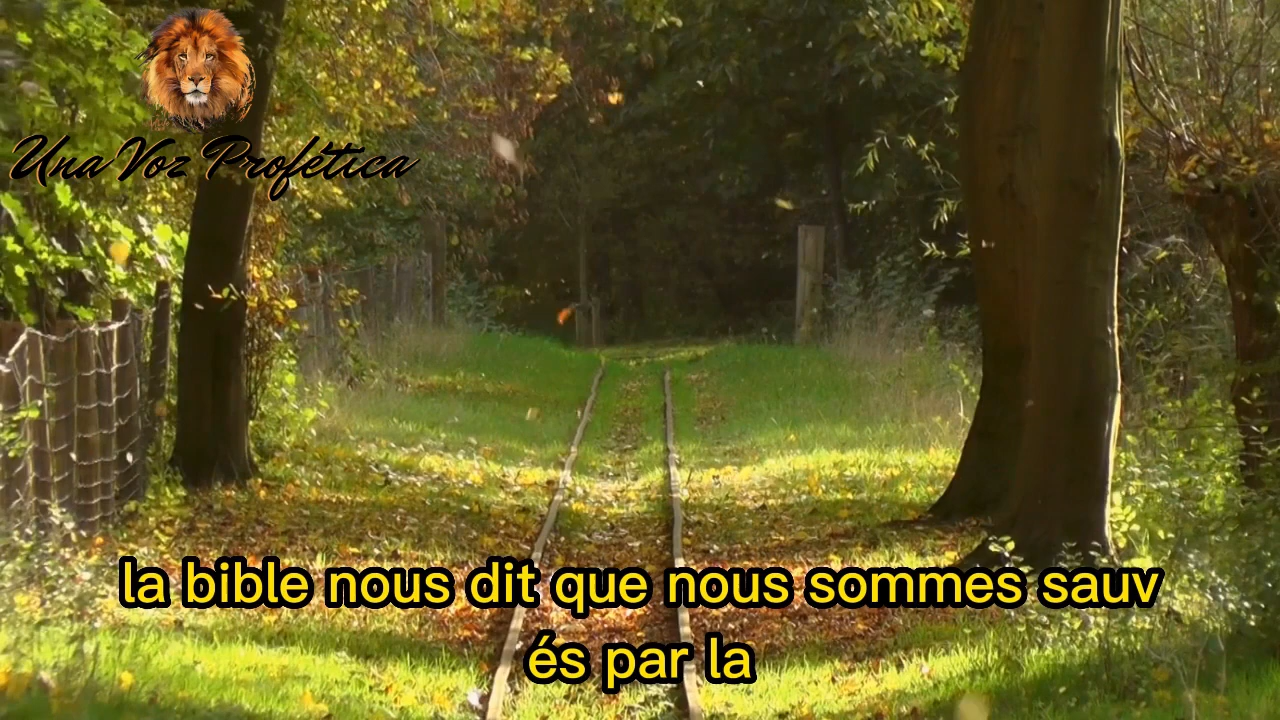 Una Voz Profética
la bible nous dit que nous sommes sauv
és par la